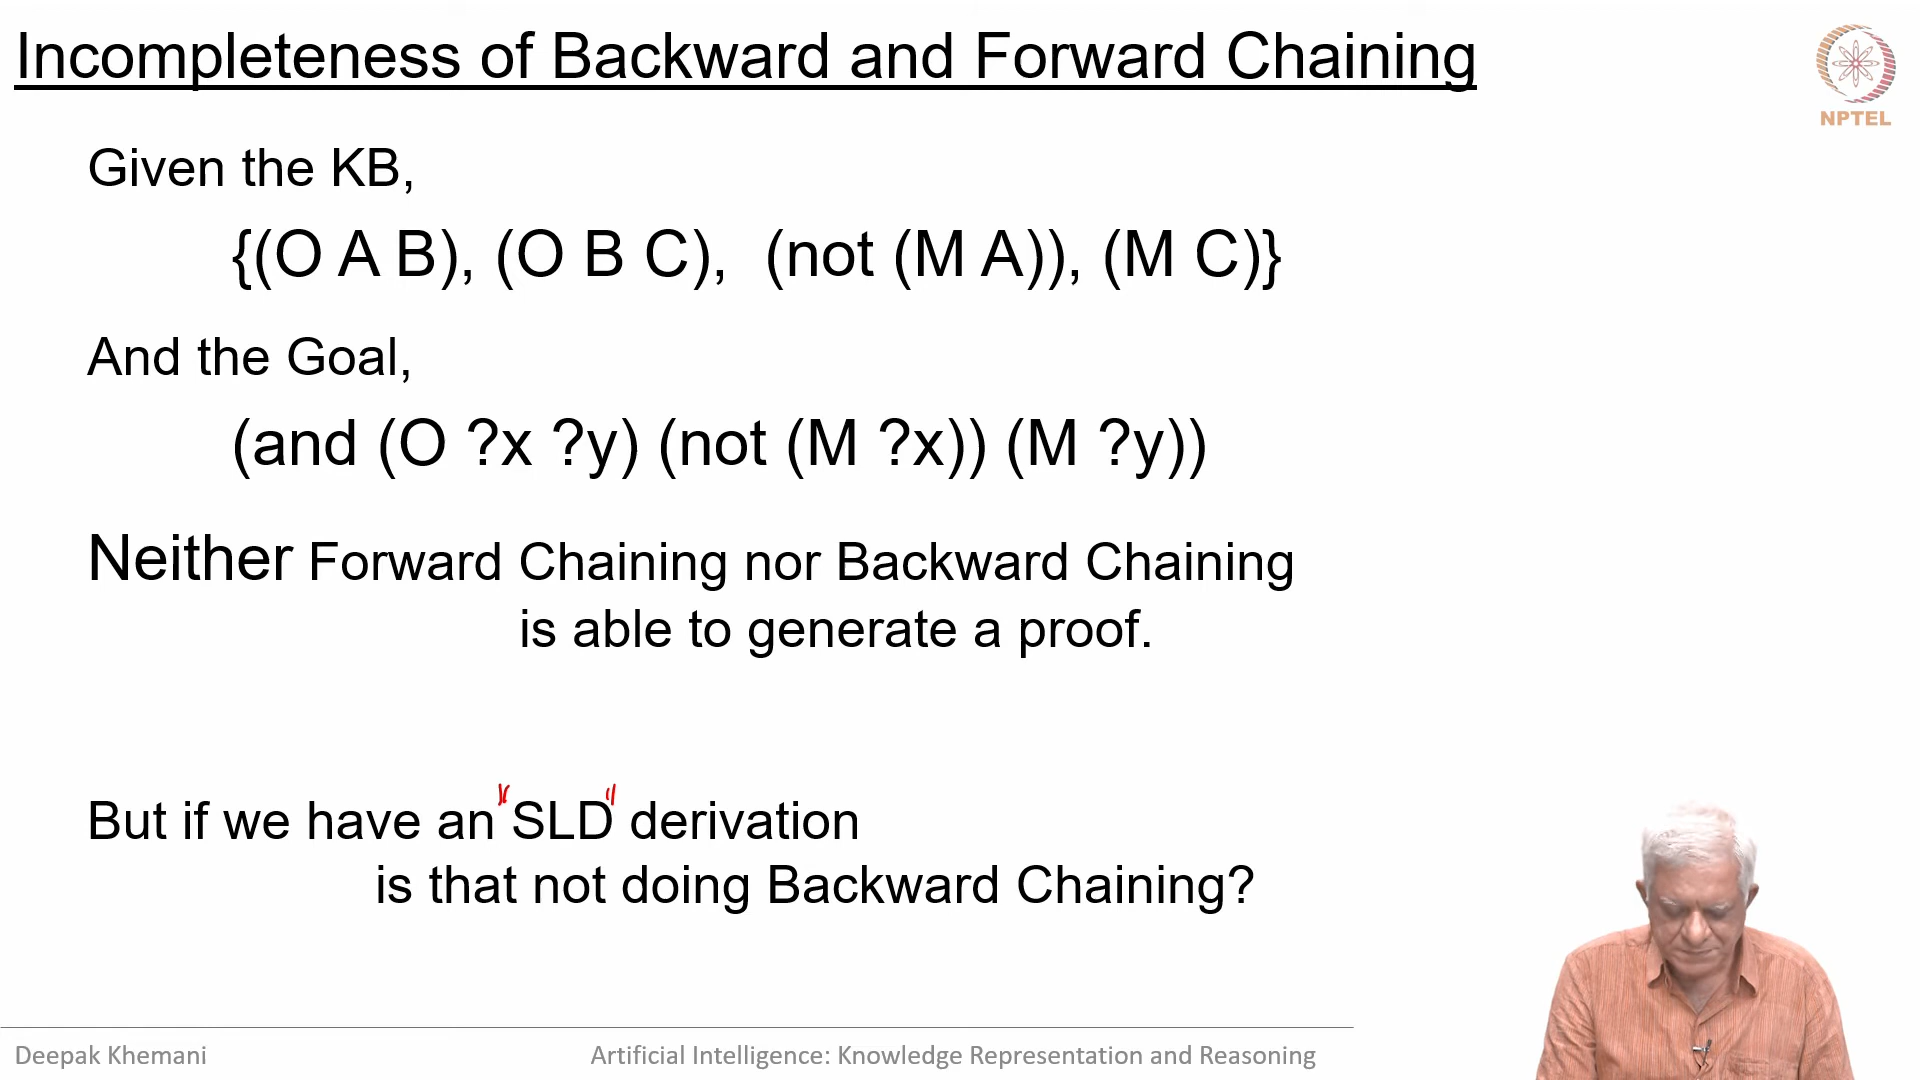 Incompleteness of Backward and Forward Chaining
NPTEL
Given the KB,
{(O A B), (O B C), (not (M A)), (M C)}
And the Goal,
(and (O ?x ?y) (not (M ?x)) (M ?y))
Neither Forward Chaining nor Backward Chaining
is able to generate a proof.
But if we have an "SLD" derivation
is that not doing Backward Chaining?
Deepak Khemani
Artificial Intelligence: Knowledge Representation and Reasoning